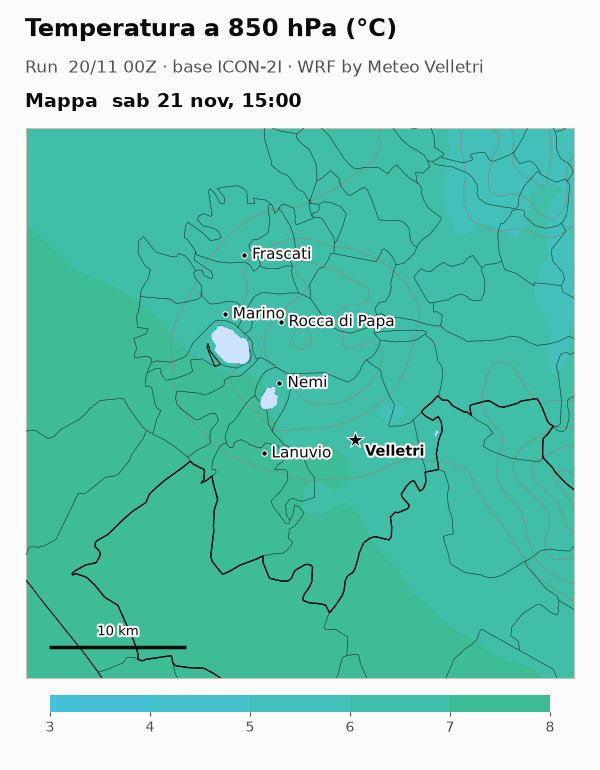 Temperatura a 850 hPa (°C)
Run  20/11 00Z · base ICON-2I · WRF by Meteo Velletri
Mappa  sab 21 nov, 15:00
Frascati
Marino
Rocca di Papa
Nemi
Velletri
Lanuvio
10 km
3 4 5 6 7 8